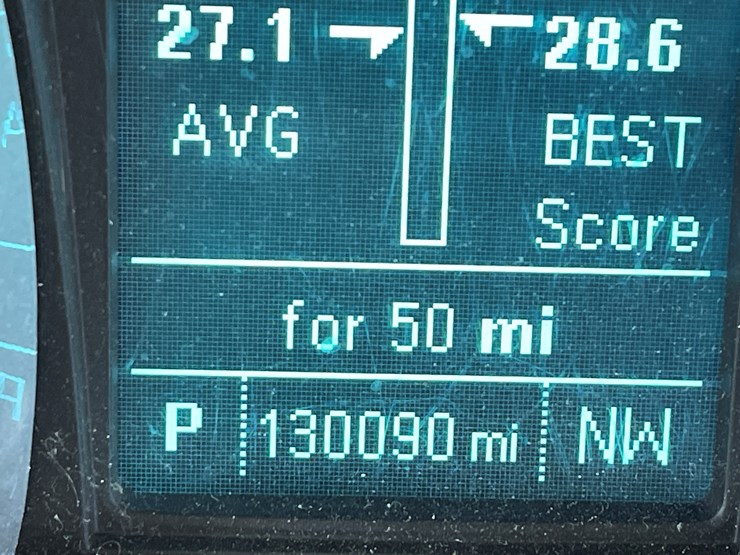 27.1 28.6
AVG BEST
Score
for 50 mi
P 130090 mi NW